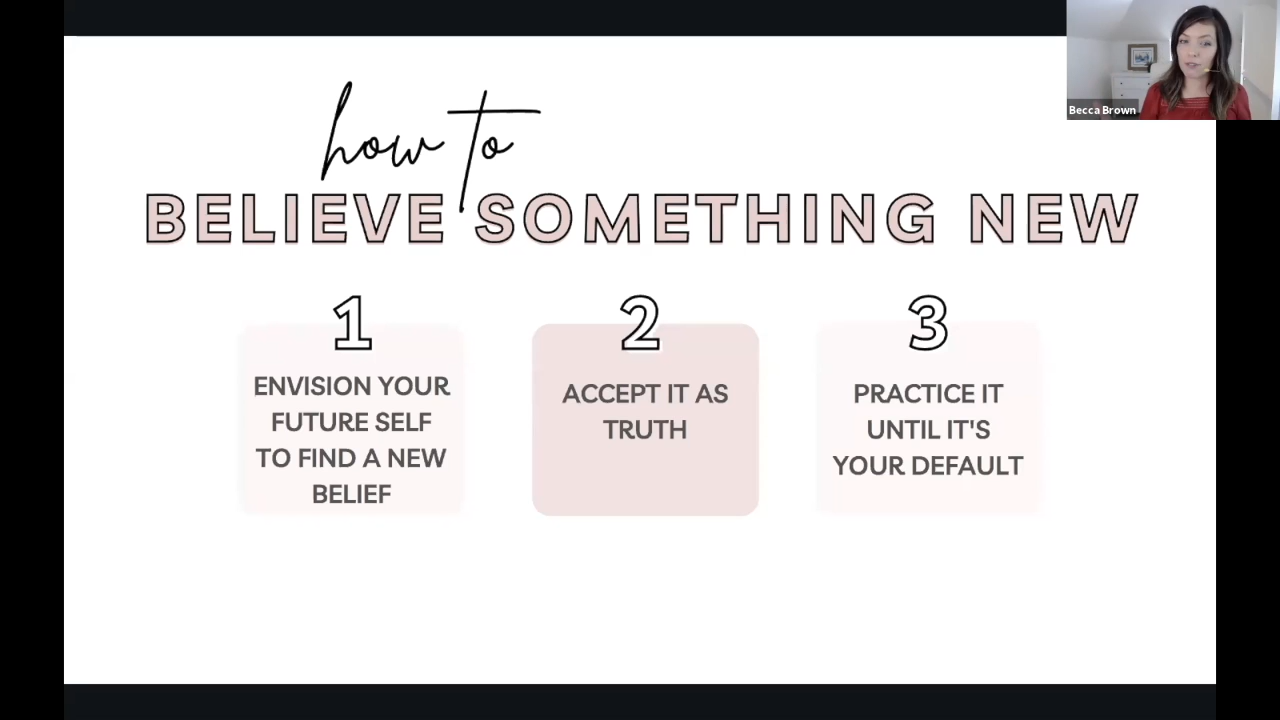 Becca Brown
how to
BELIEVE SOMETHING NEW
1
ENVISION YOUR
FUTURE SELF
TO FIND A NEW
BELIEF
2
ACCEPT IT AS
TRUTH
3
PRACTICE IT
UNTIL IT'S
YOUR DEFAULT